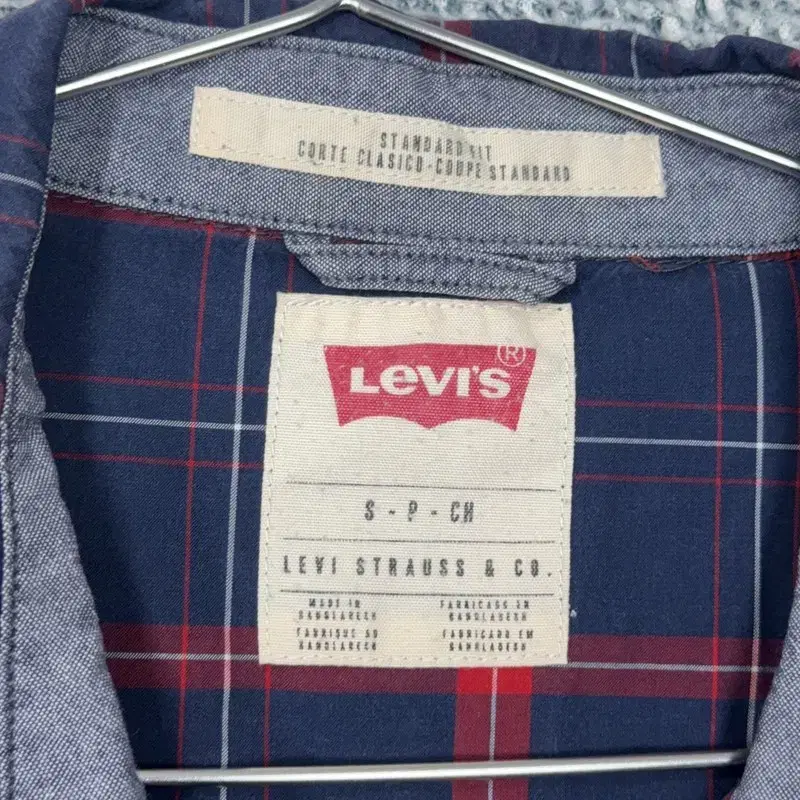 STANDARD FIT
CORTE CLASICO-COUPE STANDARD
LEVI'S®
S - P - CH
LEVI STRAUSS & CO.
MADE IN
BANGLADESH
FABRIQUE AU
BANGLADESH
FABRICADO EN
BANGLADESH
FABRICADO EM
BANGLADESH